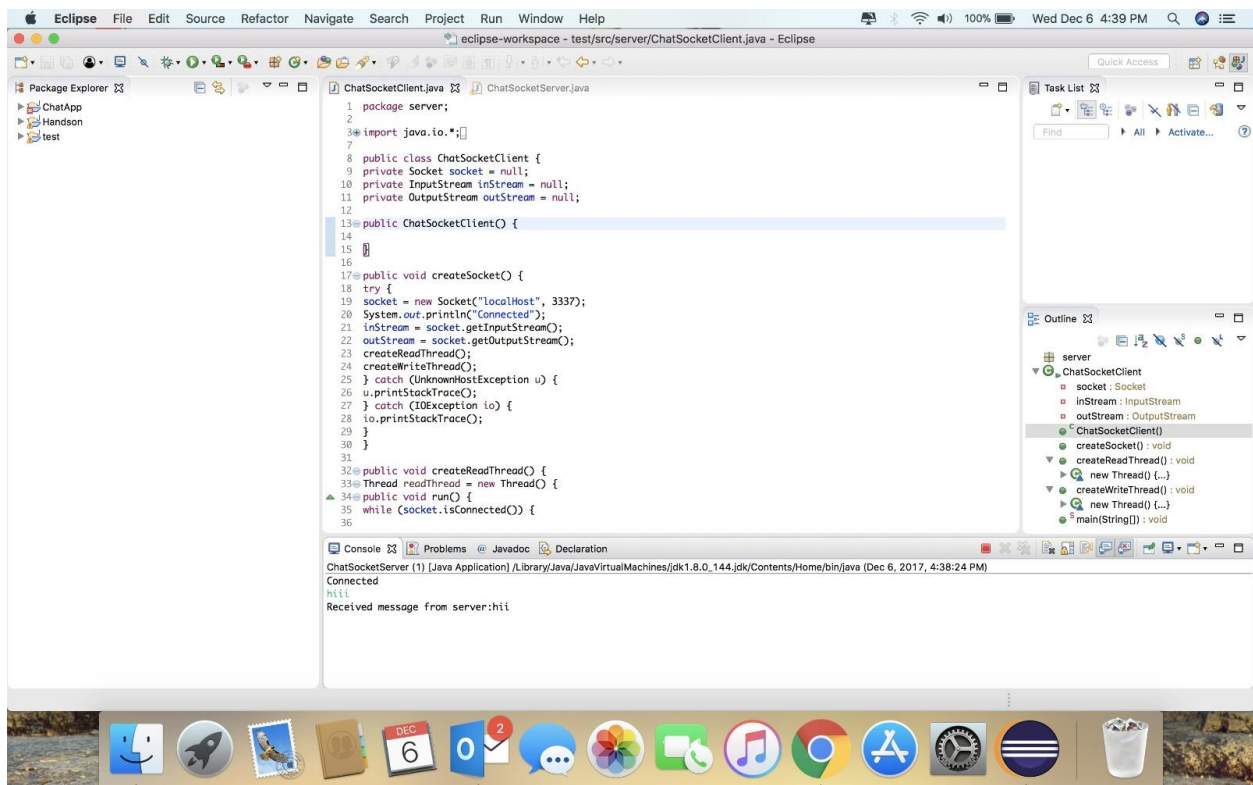 Eclipse File Edit Source Refactor Navigate Search Project Run Window Help 100% Wed Dec 6 4:39 PM
eclipse-workspace - test/src/server/ChatSocketClient.java - Eclipse
Quick Access
Package Explorer
ChatApp
Handson
test
ChatSocketClient.java ChatSocketServer.java
1 package server;
2
3 import java.io.*;
7
8 public class ChatSocketClient {
9 private Socket socket = null;
10 private InputStream inStream = null;
11 private OutputStream outStream = null;
12
13 public ChatSocketClient() {
14
15 }
16
17 public void createSocket() {
18 try {
19 socket = new Socket("localHost", 3337);
20 System.out.println("Connected");
21 inStream = socket.getInputStream();
22 outStream = socket.getOutputStream();
23 createReadThread();
24 createWriteThread();
25 } catch (UnknownHostException u) {
26 u.printStackTrace();
27 } catch (IOException io) {
28 io.printStackTrace();
29 }
30 }
31
32 public void createReadThread() {
33 Thread readThread = new Thread() {
34 public void run() {
35 while (socket.isConnected()) {
36
Task List
Find All Activate...
Outline
server
ChatSocketClient
socket : Socket
inStream : InputStream
outStream : OutputStream
ChatSocketClient()
createSocket() : void
createReadThread() : void
new Thread() {...}
createWriteThread() : void
new Thread() {...}
main(String[]) : void
Console Problems @ Javadoc Declaration
ChatSocketServer (1) [Java Application] /Library/Java/JavaVirtualMachines/jdk1.8.0_144.jdk/Contents/Home/bin/java (Dec 6, 2017, 4:38:24 PM)
Connected
hiii
Received message from server:hii
DEC
6
2